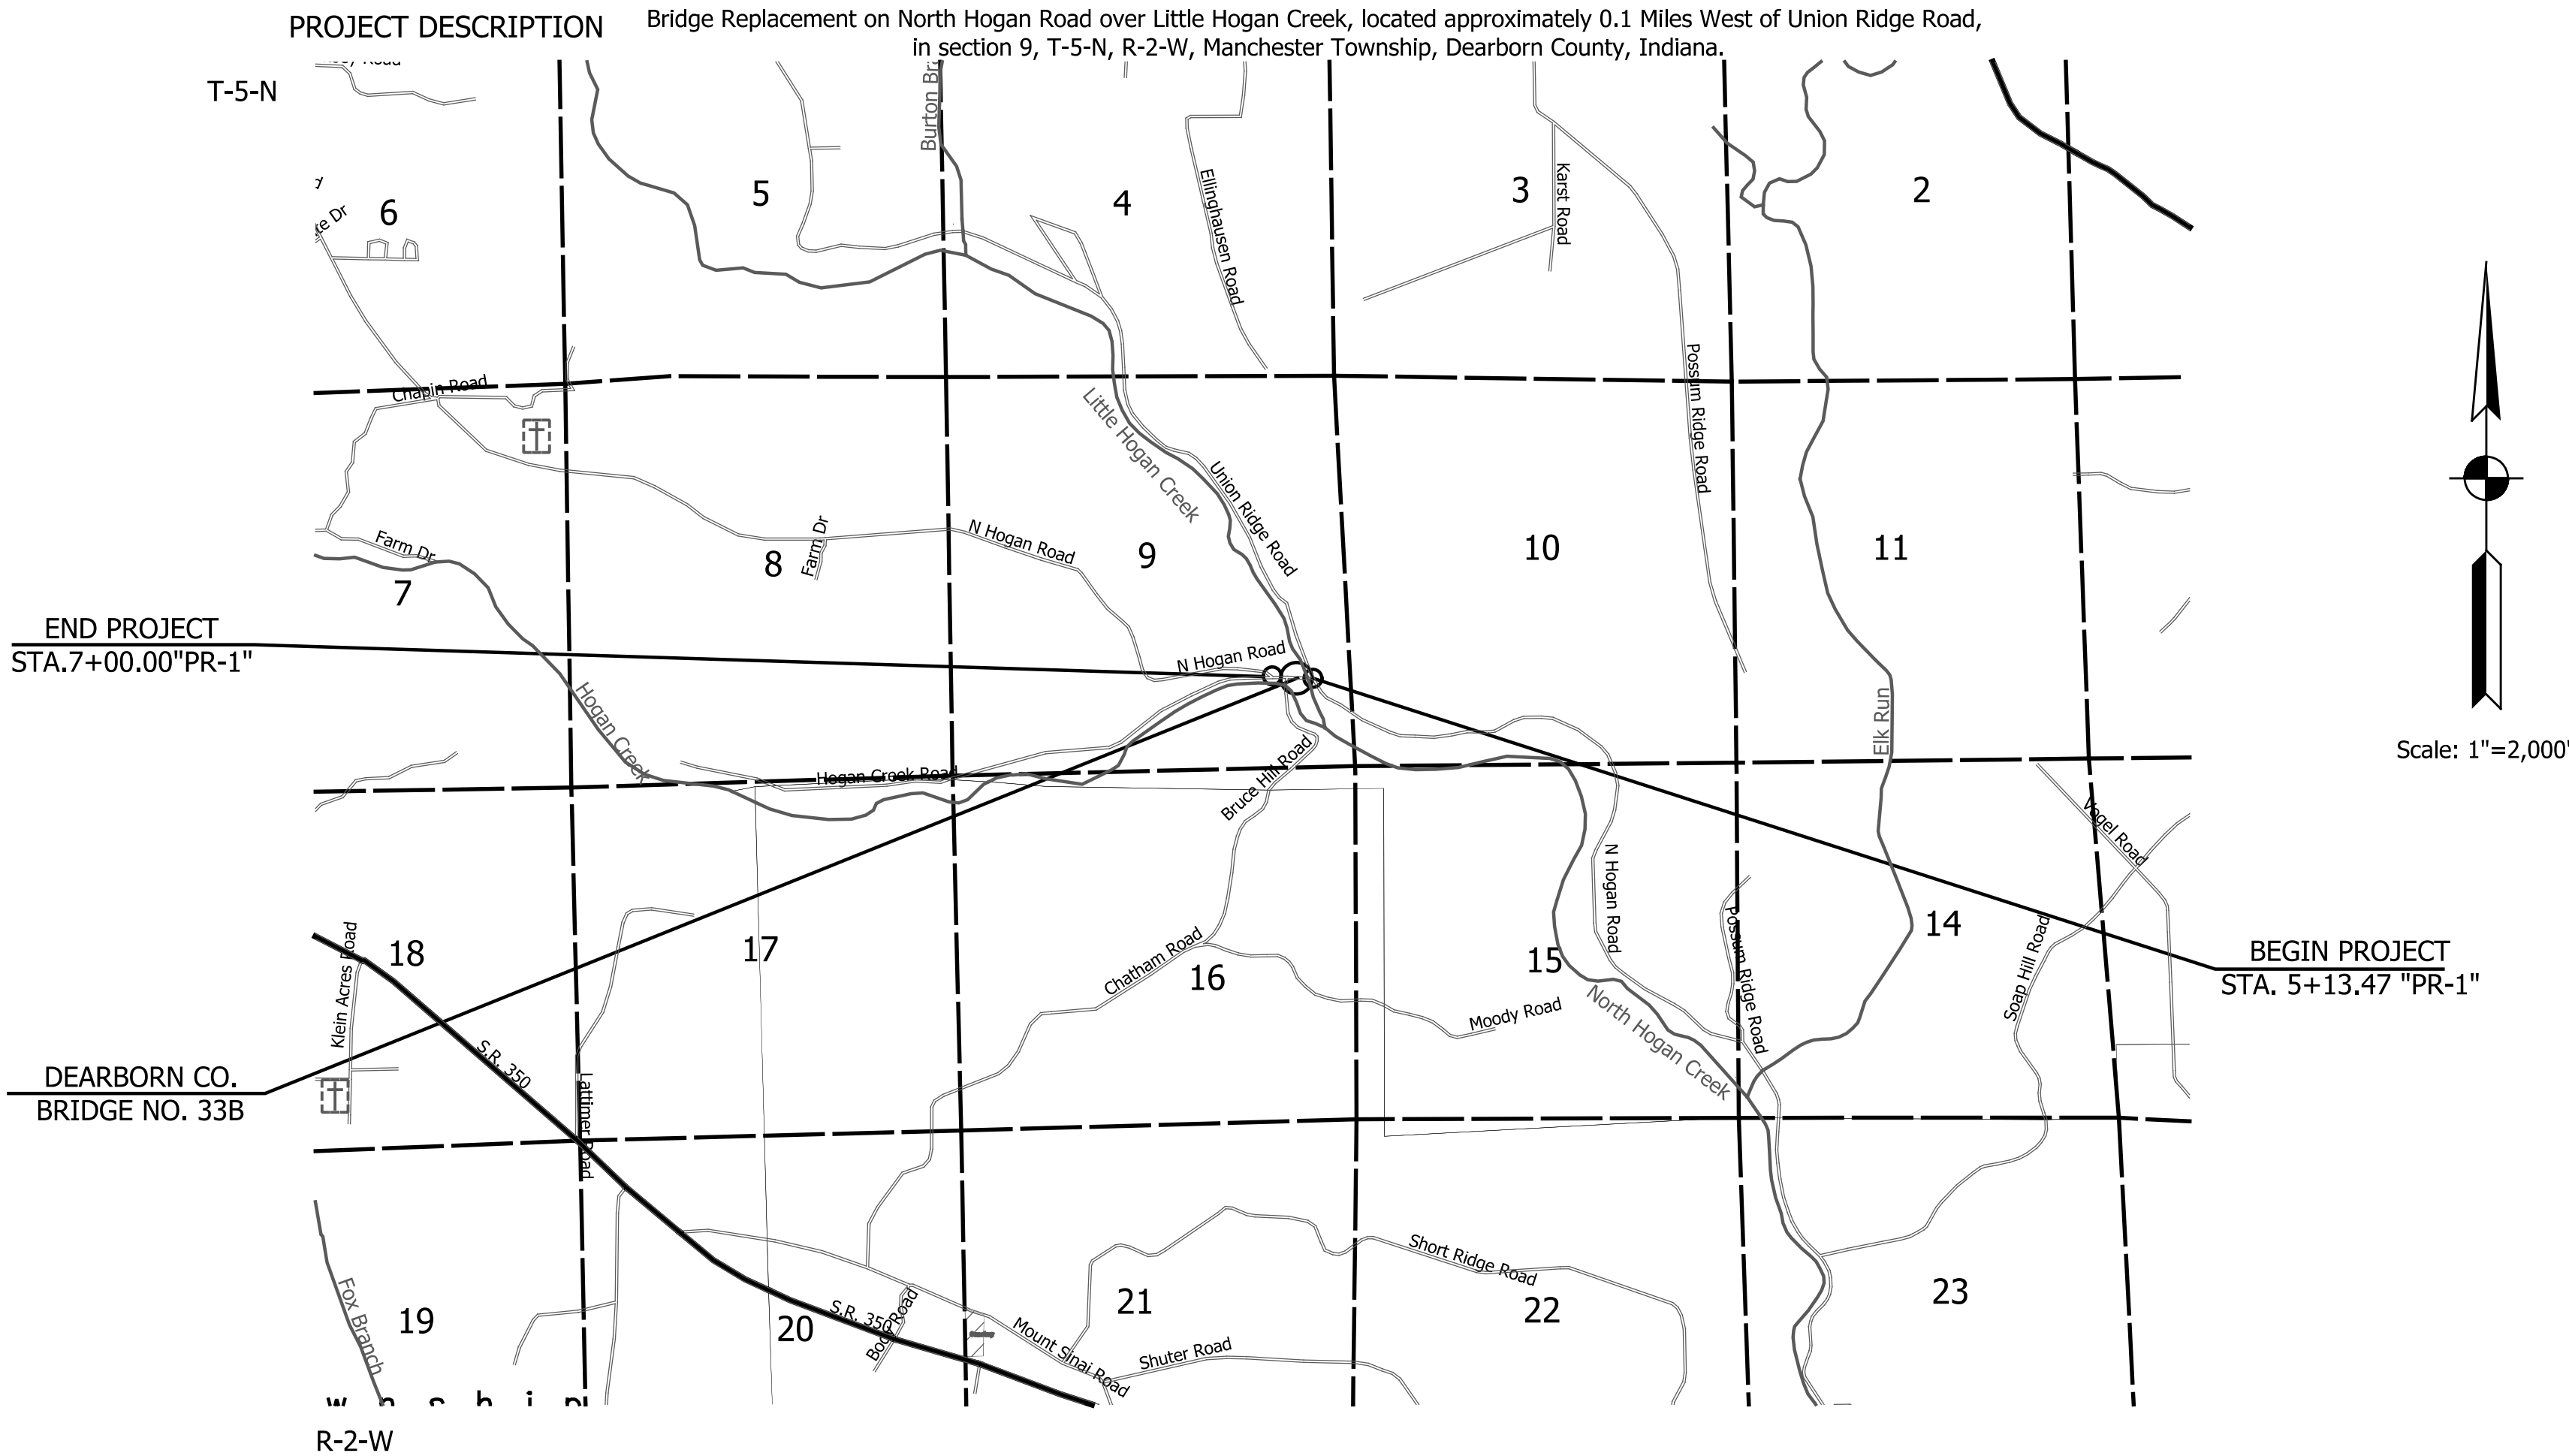 PROJECT DESCRIPTION
Bridge Replacement on North Hogan Road over Little Hogan Creek, located approximately 0.1 Miles West of Union Ridge Road,
in section 9, T-5-N, R-2-W, Manchester Township, Dearborn County, Indiana.
T-5-N
Burton
6
5
4
3
2
Ellinghausen Road
Karst Road
Possum Ridge Road
Chapin Road
Little Hogan Creek
Union Ridge Road
Farm Dr
7
8
Farm Dr
N Hogan Road
9
10
11
END PROJECT
STA.7+00.00"PR-1"
N Hogan Road
Hogan Creek
Hogan Creek Road
Bruce Hill Road
Elk Run
Scale: 1"=2,000'
Vogel Road
N Hogan Road
Possum Ridge Road
18
17
16
15
14
Klein Acres Road
Chatham Road
Moody Road
North Hogan Creek
Soap Hill Road
BEGIN PROJECT
STA. 5+13.47 "PR-1"
DEARBORN CO.
BRIDGE NO. 33B
S.R. 350
Lattimer Road
Fox Branch
19
20
21
22
23
S.R. 350
Road
Mount Sinai Road
Shuter Road
Short Ridge Road
R-2-W